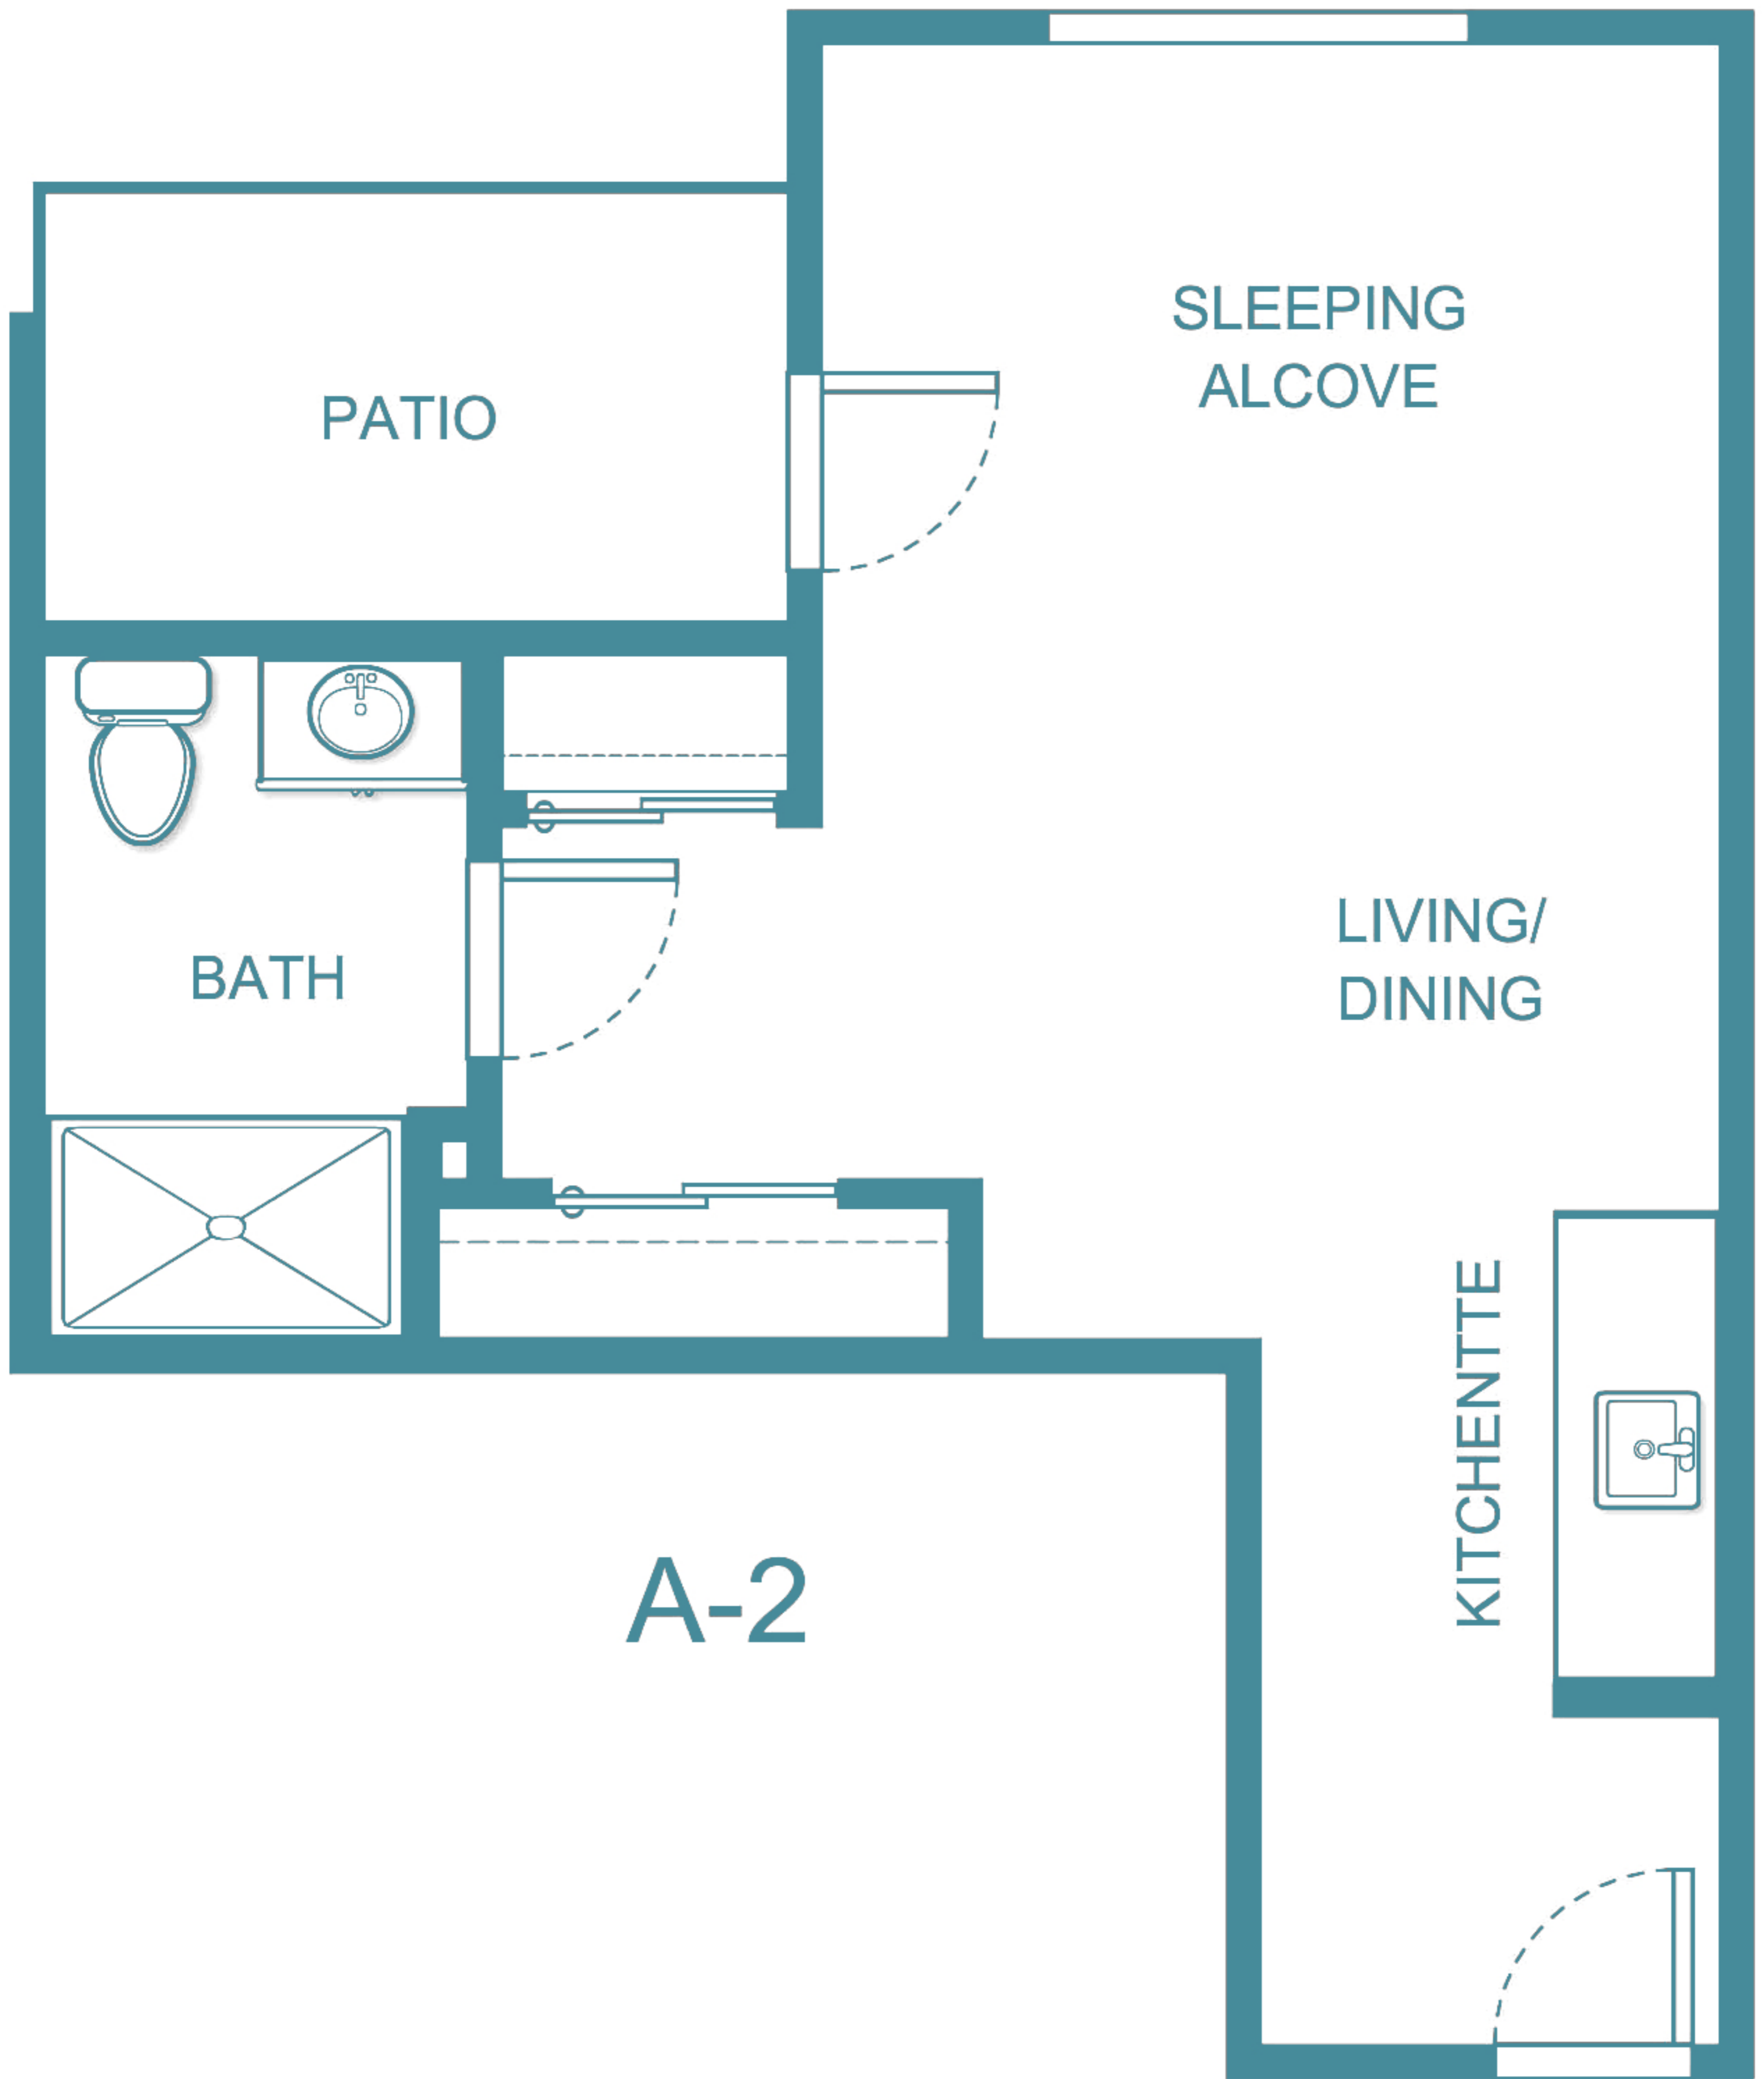 SLEEPING
ALCOVE
PATIO
LIVING/
DINING
BATH
KITCHENTTE
A-2